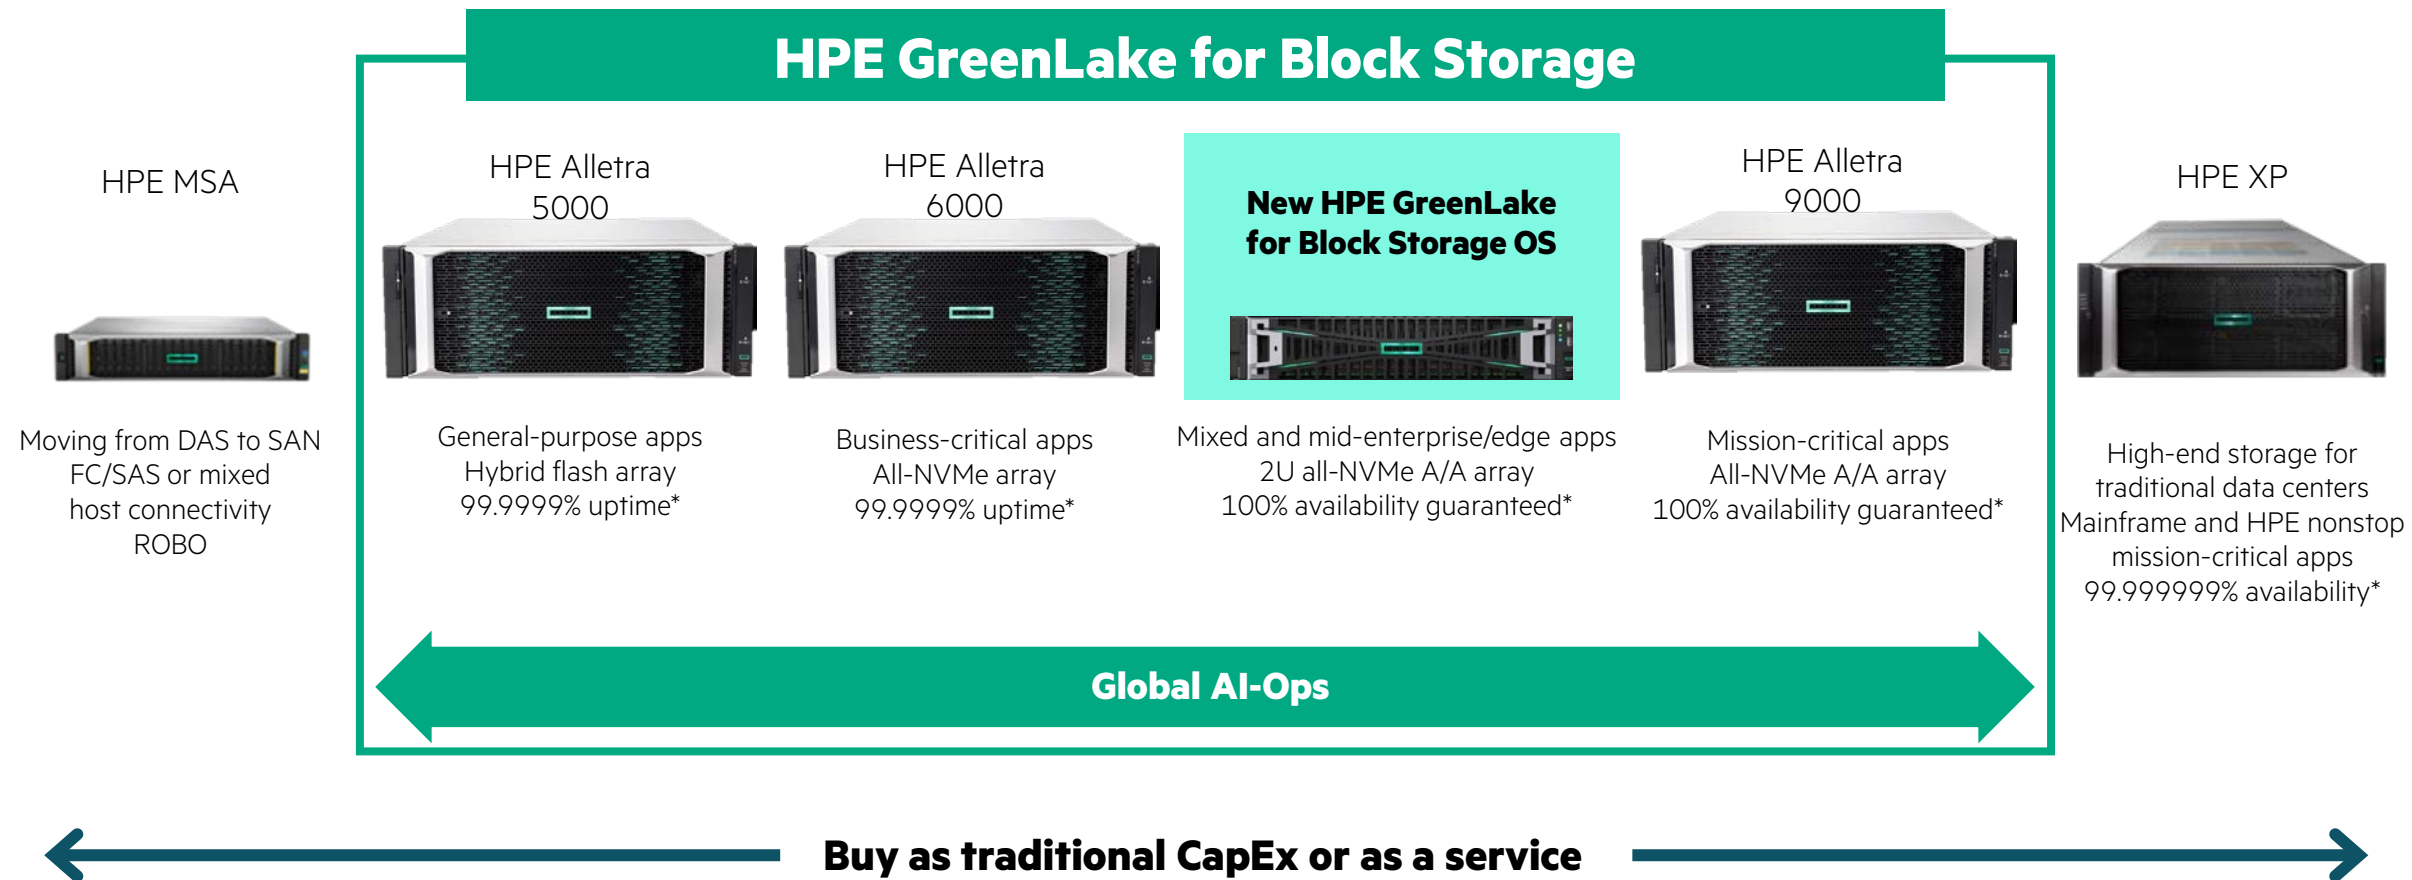 HPE GreenLake for Block Storage
HPE MSA
Moving from DAS to SAN
FC/SAS or mixed
host connectivity
ROBO
HPE Alletra
5000
General-purpose apps
Hybrid flash array
99.9999% uptime*
HPE Alletra
6000
Business-critical apps
All-NVMe array
99.9999% uptime*
New HPE GreenLake
for Block Storage OS
Mixed and mid-enterprise/edge apps
2U all-NVMe A/A array
100% availability guaranteed*
HPE Alletra
9000
Mission-critical apps
All-NVMe A/A array
100% availability guaranteed*
HPE XP
High-end storage for
traditional data centers
Mainframe and HPE nonstop
mission-critical apps
99.999999% availability*
Global AI-Ops
Buy as traditional CapEx or as a service